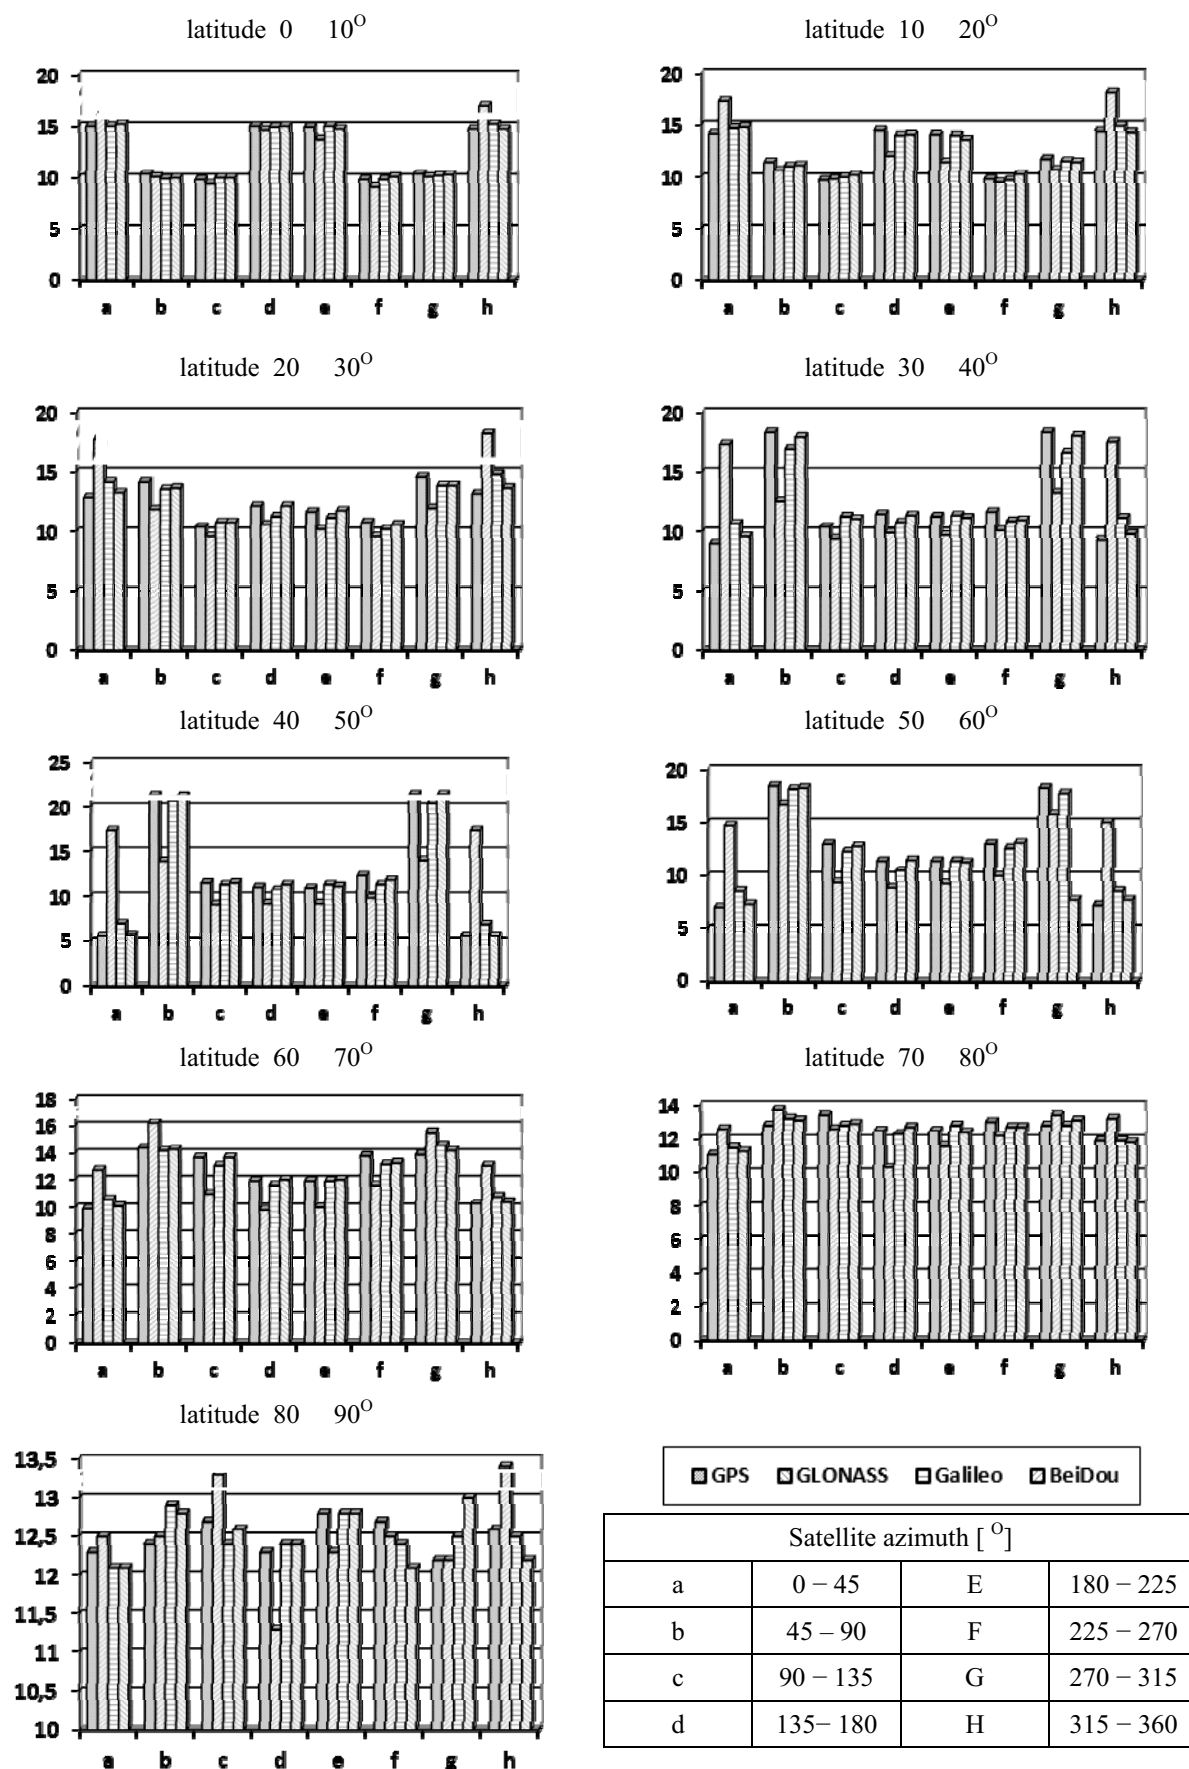 latitude 0 10O
latitude 10 20O
20
15
10
5
0
a b c d e f g h
20
15
10
5
0
a b c d e f g h
latitude 20 30O
latitude 30 40O
20
15
10
5
0
a b c d e f g h
20
15
10
5
0
a b c d e f g h
latitude 40 50O
latitude 50 60O
25
20
15
10
5
0
a b c d e f g h
20
15
10
5
0
a b c d e f g h
latitude 60 70O
latitude 70 80O
18
16
14
12
10
8
6
4
2
0
a b c d e f g h
14
12
10
8
6
4
2
0
a b c d e f g h
latitude 80 90O
13,5
13
12,5
12
11,5
11
10,5
10
a b c d e f g h
GPS GLONASS Galileo BeiDou
Satellite azimuth [ O]
a 0 − 45 E 180 − 225
b 45 – 90 F 225 − 270
c 90 − 135 G 270 − 315
d 135− 180 H 315 − 360